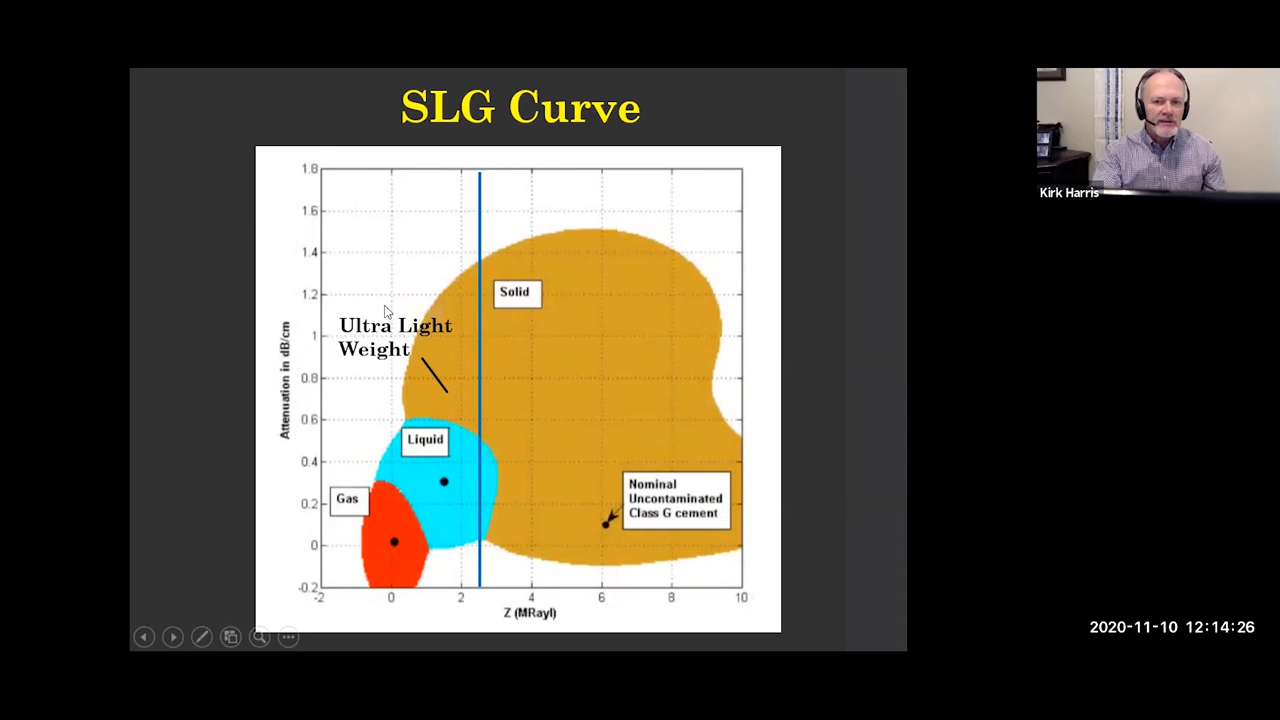 SLG Curve
Kirk Harris
1.8
1.6
1.4
1.2
1
0.8
0.6
0.4
0.2
0
-0.2
Attenuation in dB/cm
Solid
Ultra Light
Weight
Liquid
Gas
Nominal
Uncontaminated
Class G cement
-2 0 2 4 6 8 10
Z (MRayl)
2020-11-10 12:14:26